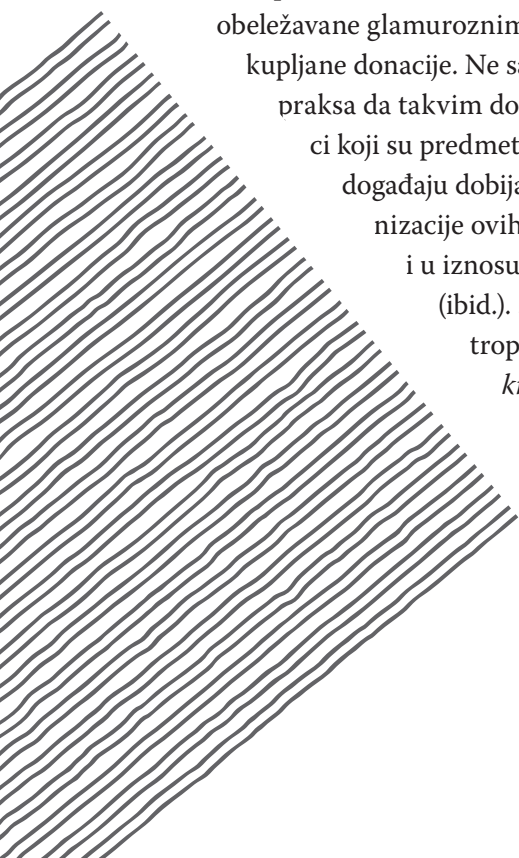 obeležavane glamuroznim
kupljane donacije. Ne sa
praksa da takvim do
ci koji su predmet
događaju dobija
nizacije ovih
i u iznosu
(ibid.).
trop